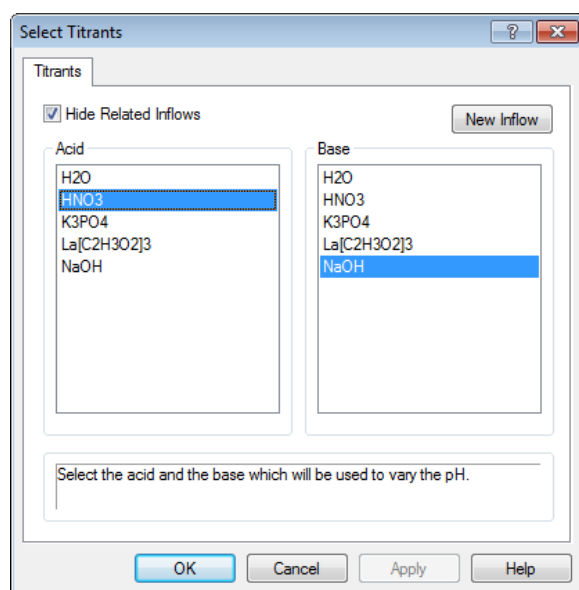 Select Titrants
Titrants
Hide Related Inflows
New Inflow
Acid
H2O
HNO3
K3PO4
La[C2H3O2]3
NaOH
Base
H2O
HNO3
K3PO4
La[C2H3O2]3
NaOH
Select the acid and the base which will be used to vary the pH.
OK
Cancel
Apply
Help